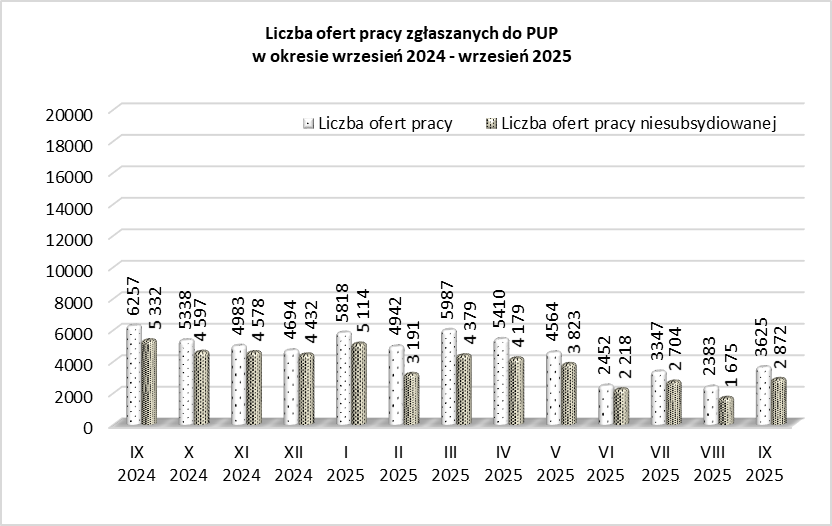 Liczba ofert pracy zgłaszanych do PUP
w okresie wrzesień 2024 - wrzesień 2025
20000
Liczba ofert pracy
Liczba ofert pracy niesubsydiowanej
18000
16000
14000
12000
10000
8000
6000
4000
2000
0
6257 5 332 5338 4 597 4983 4 578 4694 4 432 5818 5 114 4942 3 191 5987 4 379 5410 4 179 4564 3 823 2452 2 218 3347 2 704 2383 1 675 3625 2 872
IX X XI XII I II III IV V VI VII VIII IX
2024 2024 2024 2024 2025 2025 2025 2025 2025 2025 2025 2025 2025